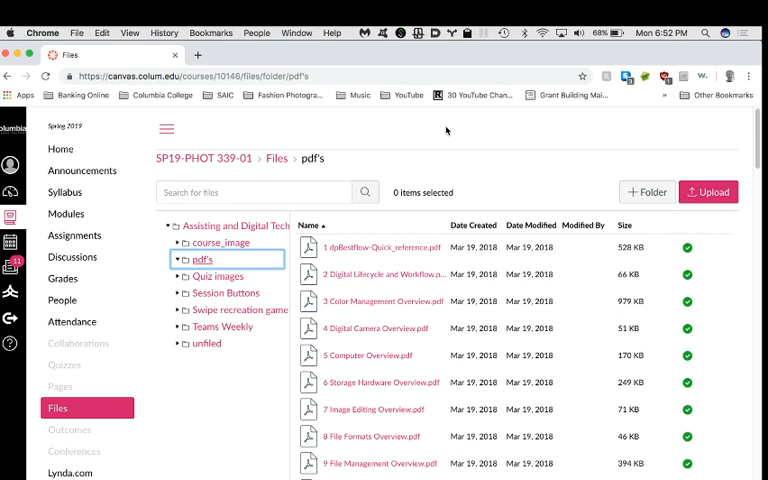 Chrome File Edit View History Bookmarks People Window Help 68% Mon 6:52 PM
Files
https://canvas.colum.edu/courses/10146/files/folder/pdf's
Apps Banking Online Columbia College SAIC Fashion Photogra... Music YouTube 30 YouTube Chan... Grant Building Mai... » Other Bookmarks
Spring 2019
Home
Announcements
Syllabus
Modules
Assignments
Discussions
Grades
People
Attendance
Collaborations
Quizzes
Pages
Files
Outcomes
Conferences
Lynda.com
11
SP19-PHOT 339-01 > Files > pdf's
Search for files 0 items selected + Folder Upload
Assisting and Digital Tech
course_image
pdf's
Quiz images
Session Buttons
Swipe recreation game
Teams Weekly
unfiled
Name Date Created Date Modified Modified By Size
1 dpBestflow-Quick_reference.pdf Mar 19, 2018 Mar 19, 2018 528 KB
2 Digital Lifecycle and Workflow.p... Mar 19, 2018 Mar 19, 2018 66 KB
3 Color Management Overview.pdf Mar 19, 2018 Mar 19, 2018 979 KB
4 Digital Camera Overview.pdf Mar 19, 2018 Mar 19, 2018 51 KB
5 Computer Overview.pdf Mar 19, 2018 Mar 19, 2018 170 KB
6 Storage Hardware Overview.pdf Mar 19, 2018 Mar 19, 2018 249 KB
7 Image Editing Overview.pdf Mar 19, 2018 Mar 19, 2018 71 KB
8 File Formats Overview.pdf Mar 19, 2018 Mar 19, 2018 46 KB
9 File Management Overview.pdf Mar 19, 2018 Mar 19, 2018 394 KB